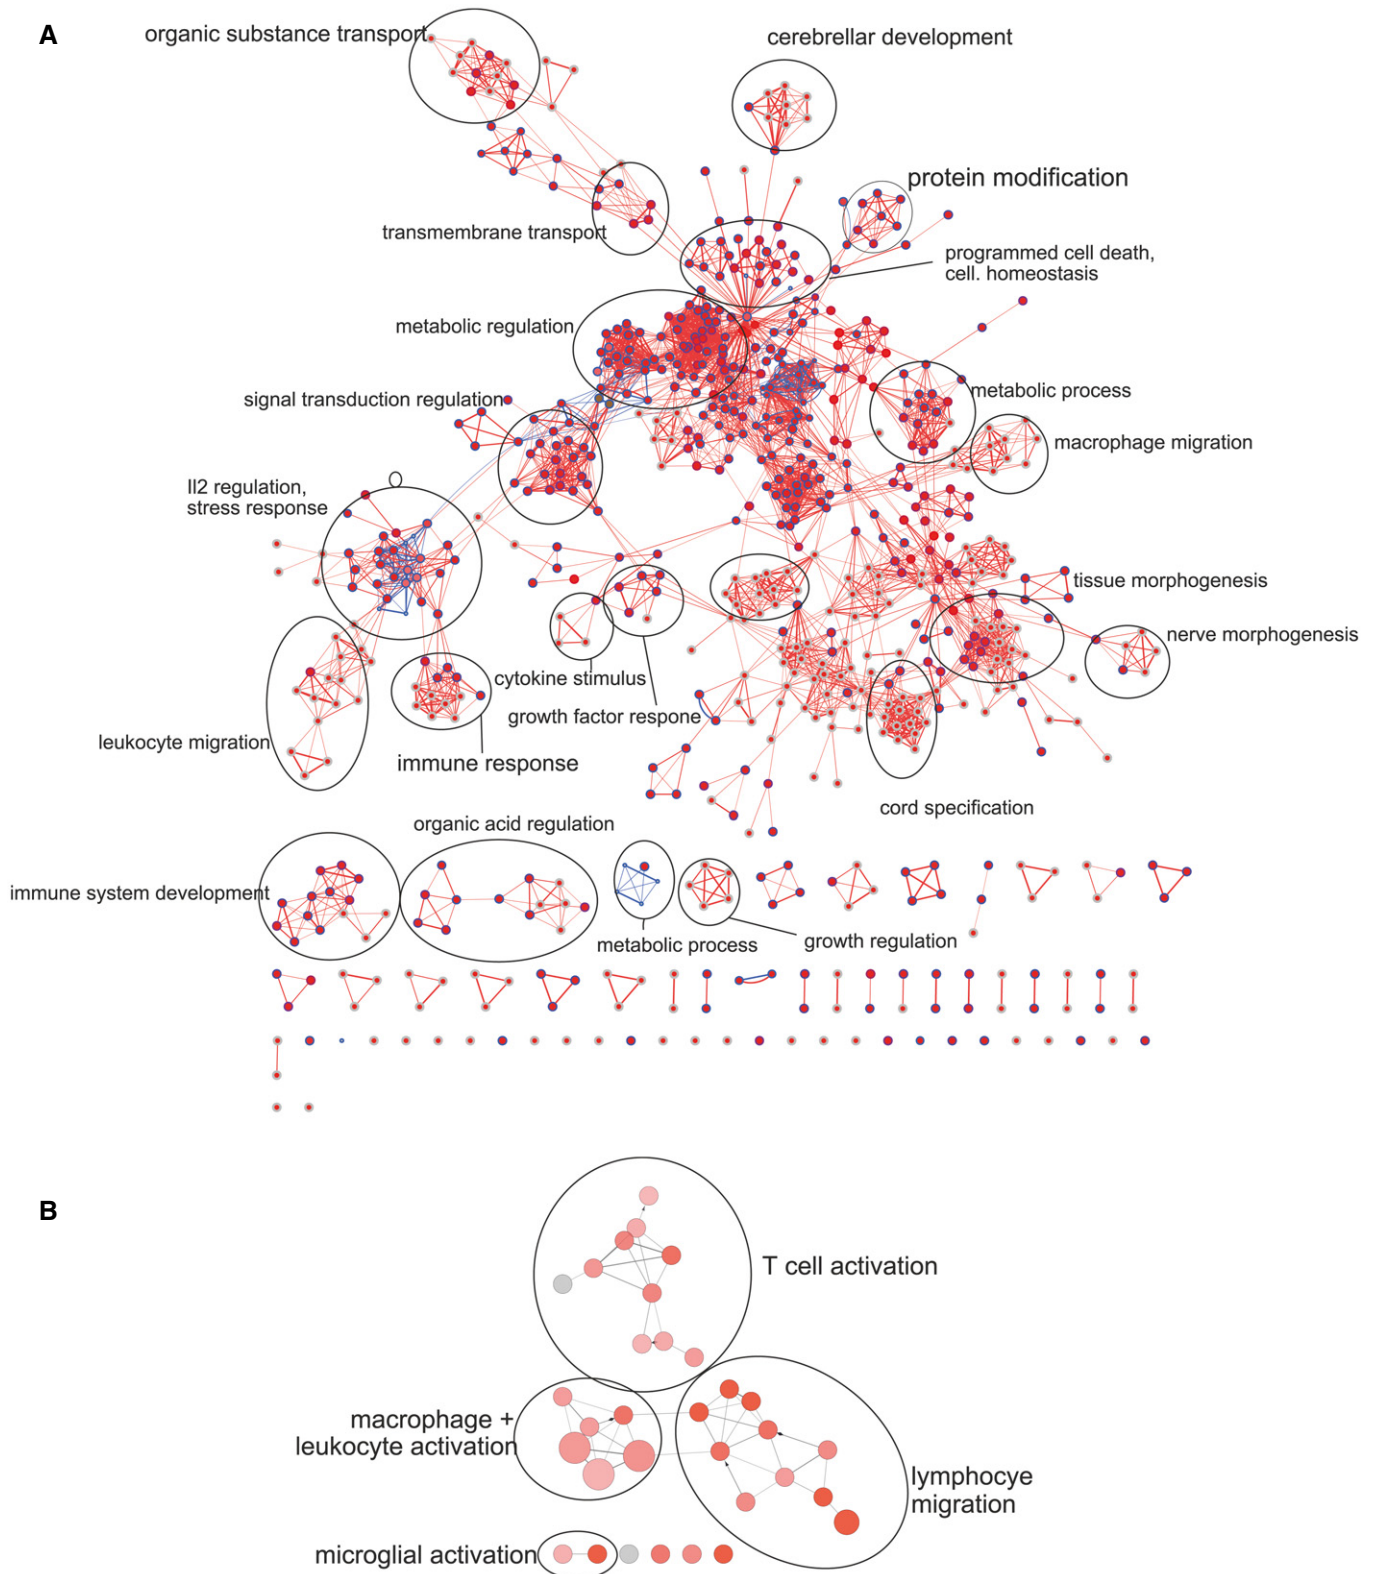 A
organic substance transport
cerebrellar development
protein modification
transmembrane transport
programmed cell death,
cell. homeostasis
metabolic regulation
signal transduction regulation
metabolic process
macrophage migration
Il2 regulation,
stress response
tissue morphogenesis
nerve morphogenesis
cytokine stimulus
growth factor respone
leukocyte migration
immune response
cord specification
organic acid regulation
immune system development
metabolic process
growth regulation
B
T cell activation
macrophage +
leukocyte activation
lymphocye
migration
microglial activation